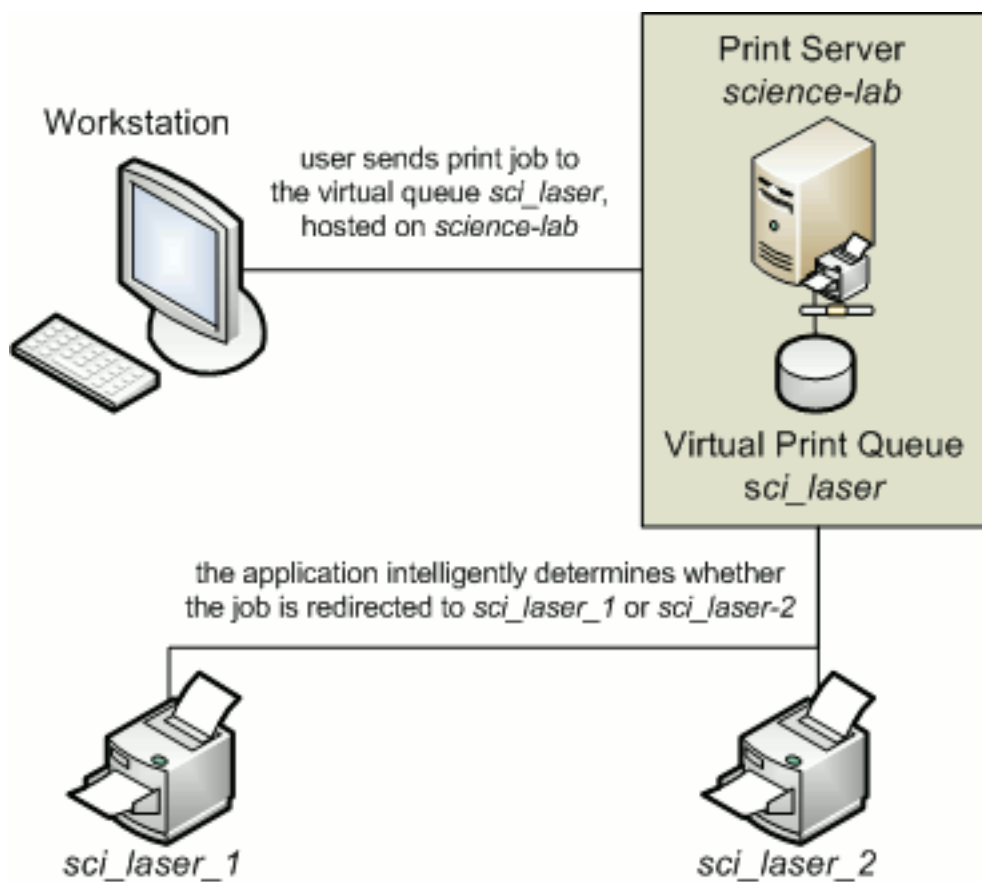 Print Server
science-lab
Workstation
user sends print job to
the virtual queue sci_laser,
hosted on science-lab
Virtual Print Queue
sci_laser
the application intelligently determines whether
the job is redirected to sci_laser_1 or sci_laser-2
sci_laser_1
sci_laser_2